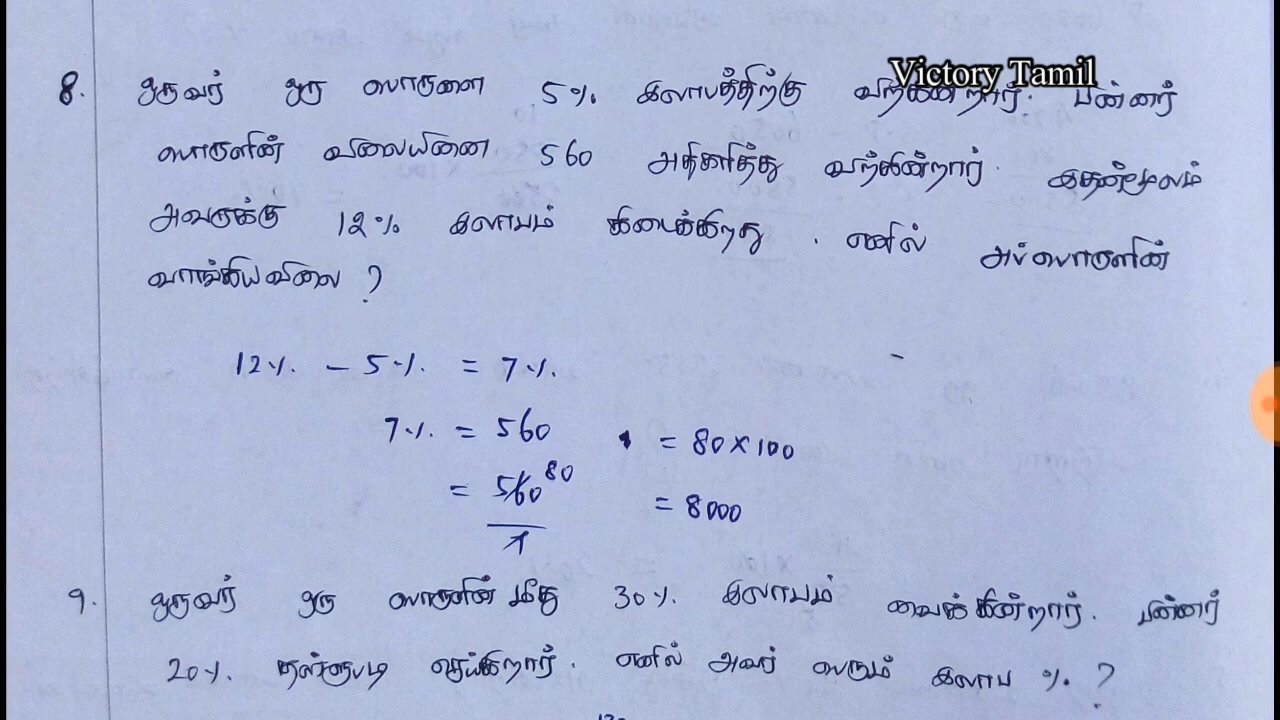 Victory Tamil
8. ஒருவர் ஒரு பொருளை 5% இலாபத்திற்கு விற்கின்றார். பின்னர்
பொருளின் விலையினை 560 அதிகரித்து விற்கின்றார். இதன்மூலம்
அவருக்கு 12% இலாபம் கிடைக்கிறது. எனில் அப்பொருளின்
வாங்கிய விலை ?
12% - 5% = 7%
7% = 560 = 80×100
= 560 80 = 8000
7
9. ஒருவர் ஒரு பொருளின் மீது 30% இலாபம் வைக்கின்றார். பின்னர்
20% தள்ளுபடி செய்கிறார். எனில் அவர் பெரும் இலாப % ?